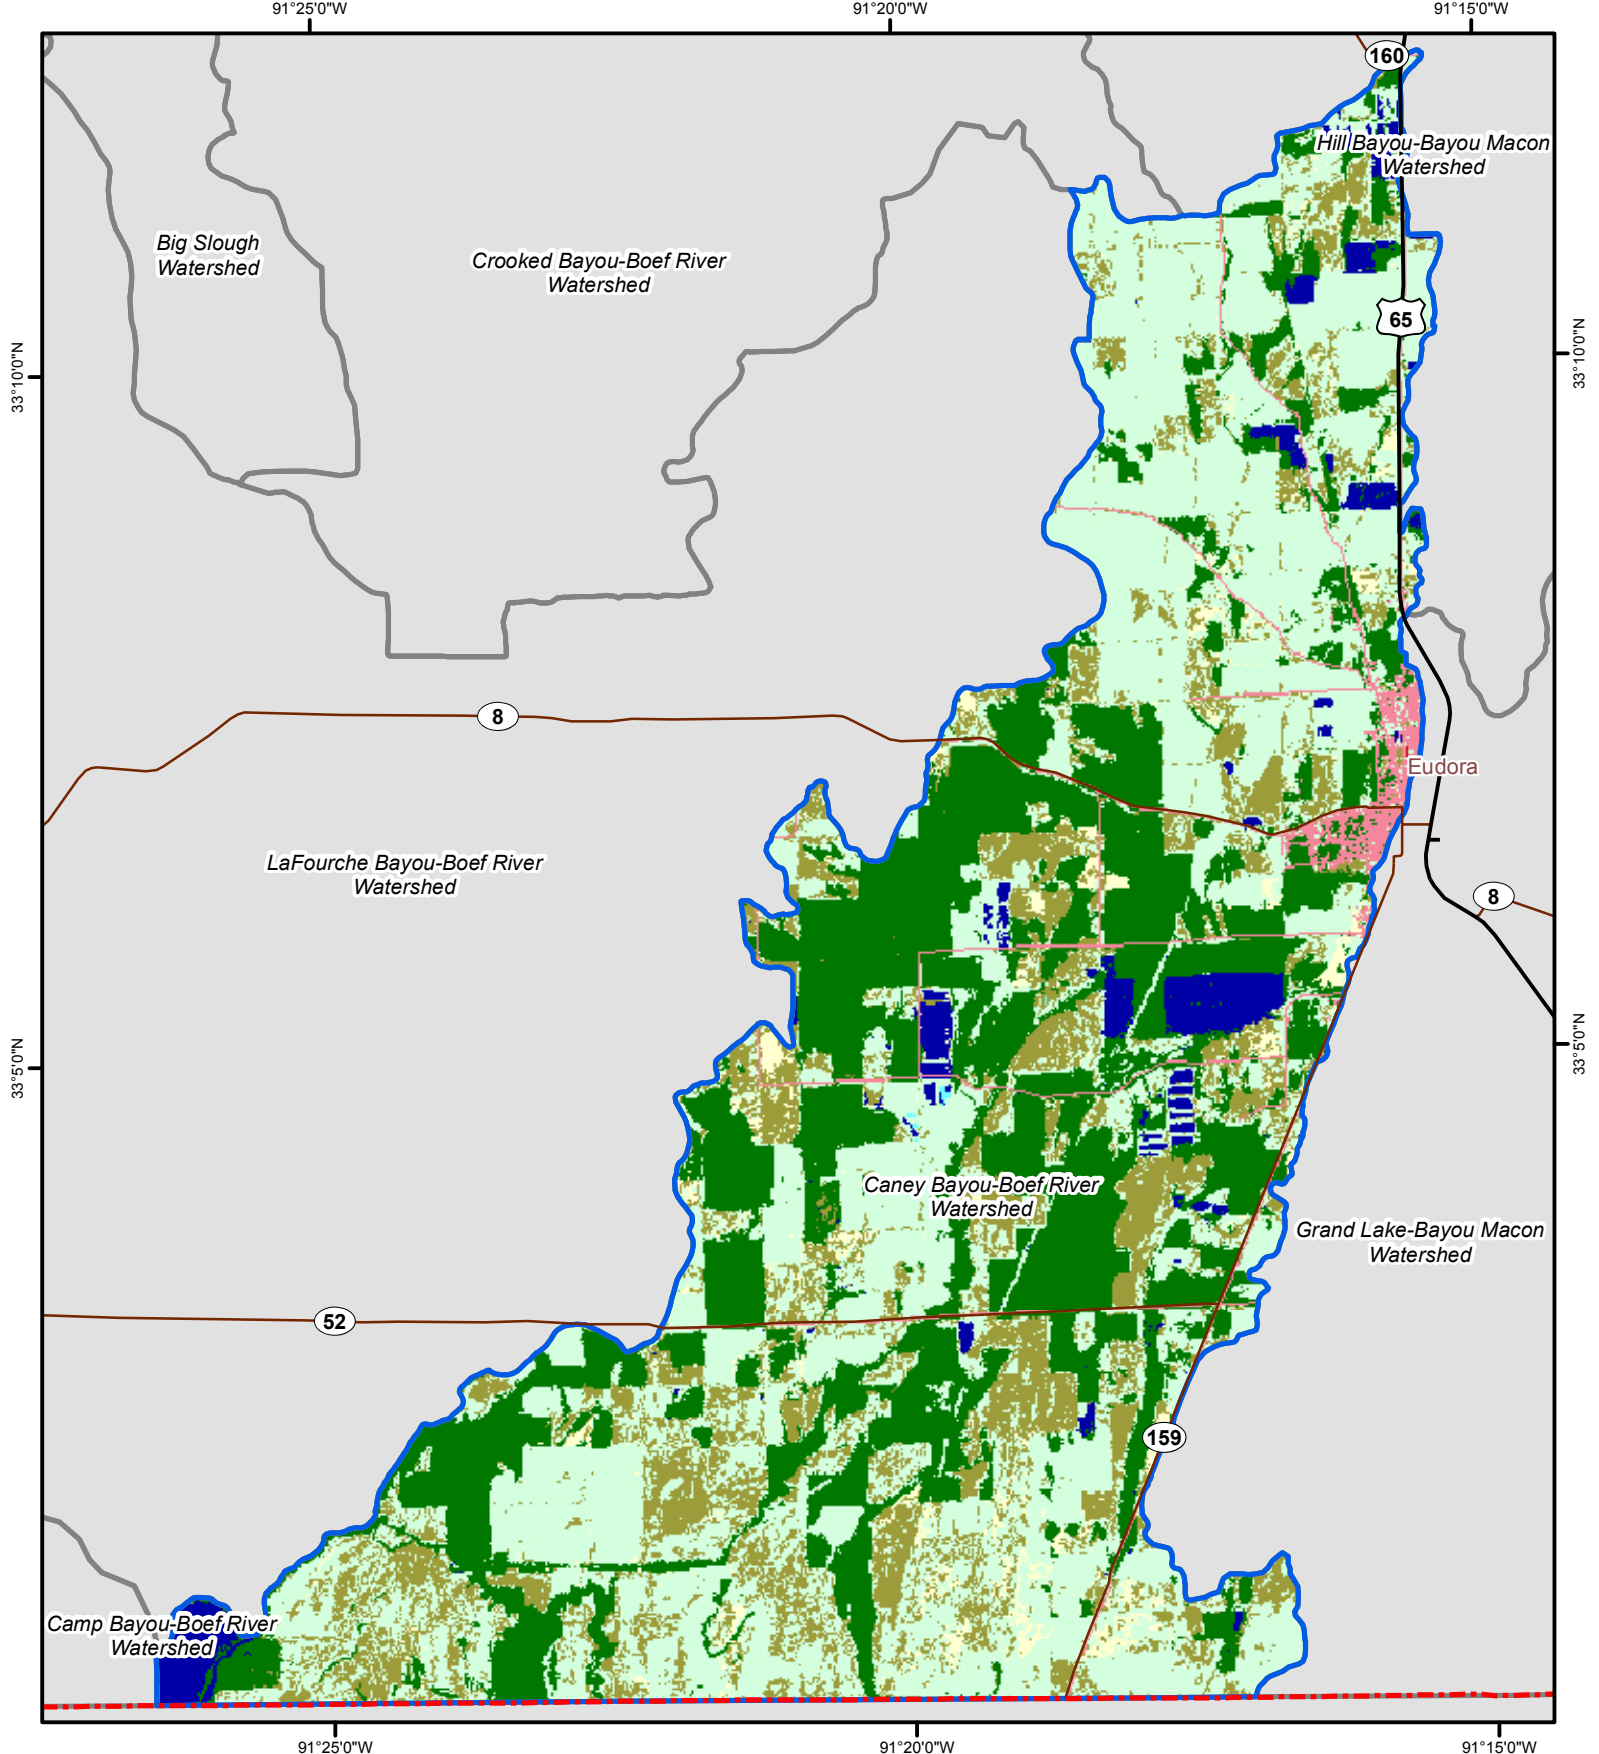 91°25'0"W
91°20'0"W
91°15'0"W
160
Hill Bayou-Bayou Macon
Watershed
Big Slough
Watershed
Crooked Bayou-Boef River
Watershed
65
33°10'0"N
33°10'0"N
8
Eudora
LaFourche Bayou-Boef River
Watershed
8
33°5'0"N
33°5'0"N
Caney Bayou-Boef River
Watershed
Grand Lake-Bayou Macon
Watershed
52
159
Camp Bayou-Boef River
Watershed
91°25'0"W
91°20'0"W
91°15'0"W